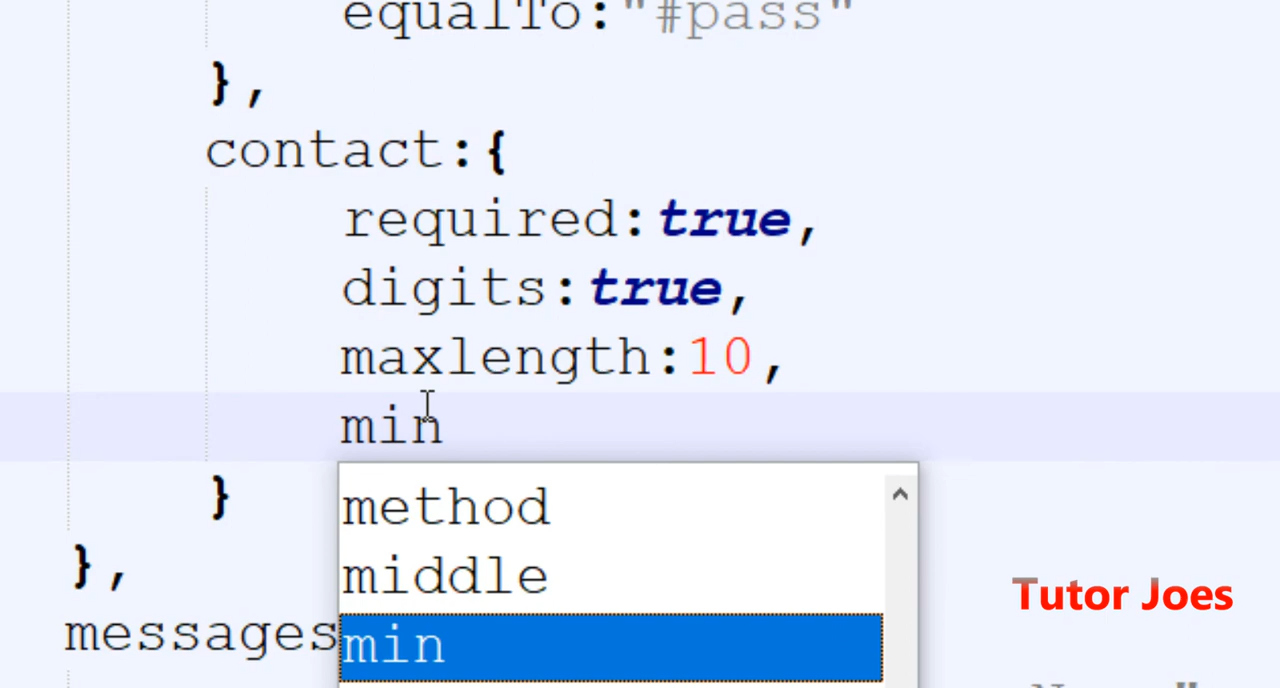 equalTo:"#pass"
},
contact:{
required:true,
digits:true,
maxlength:10,
min
}
method
},
middle
Tutor Joes
messages
min